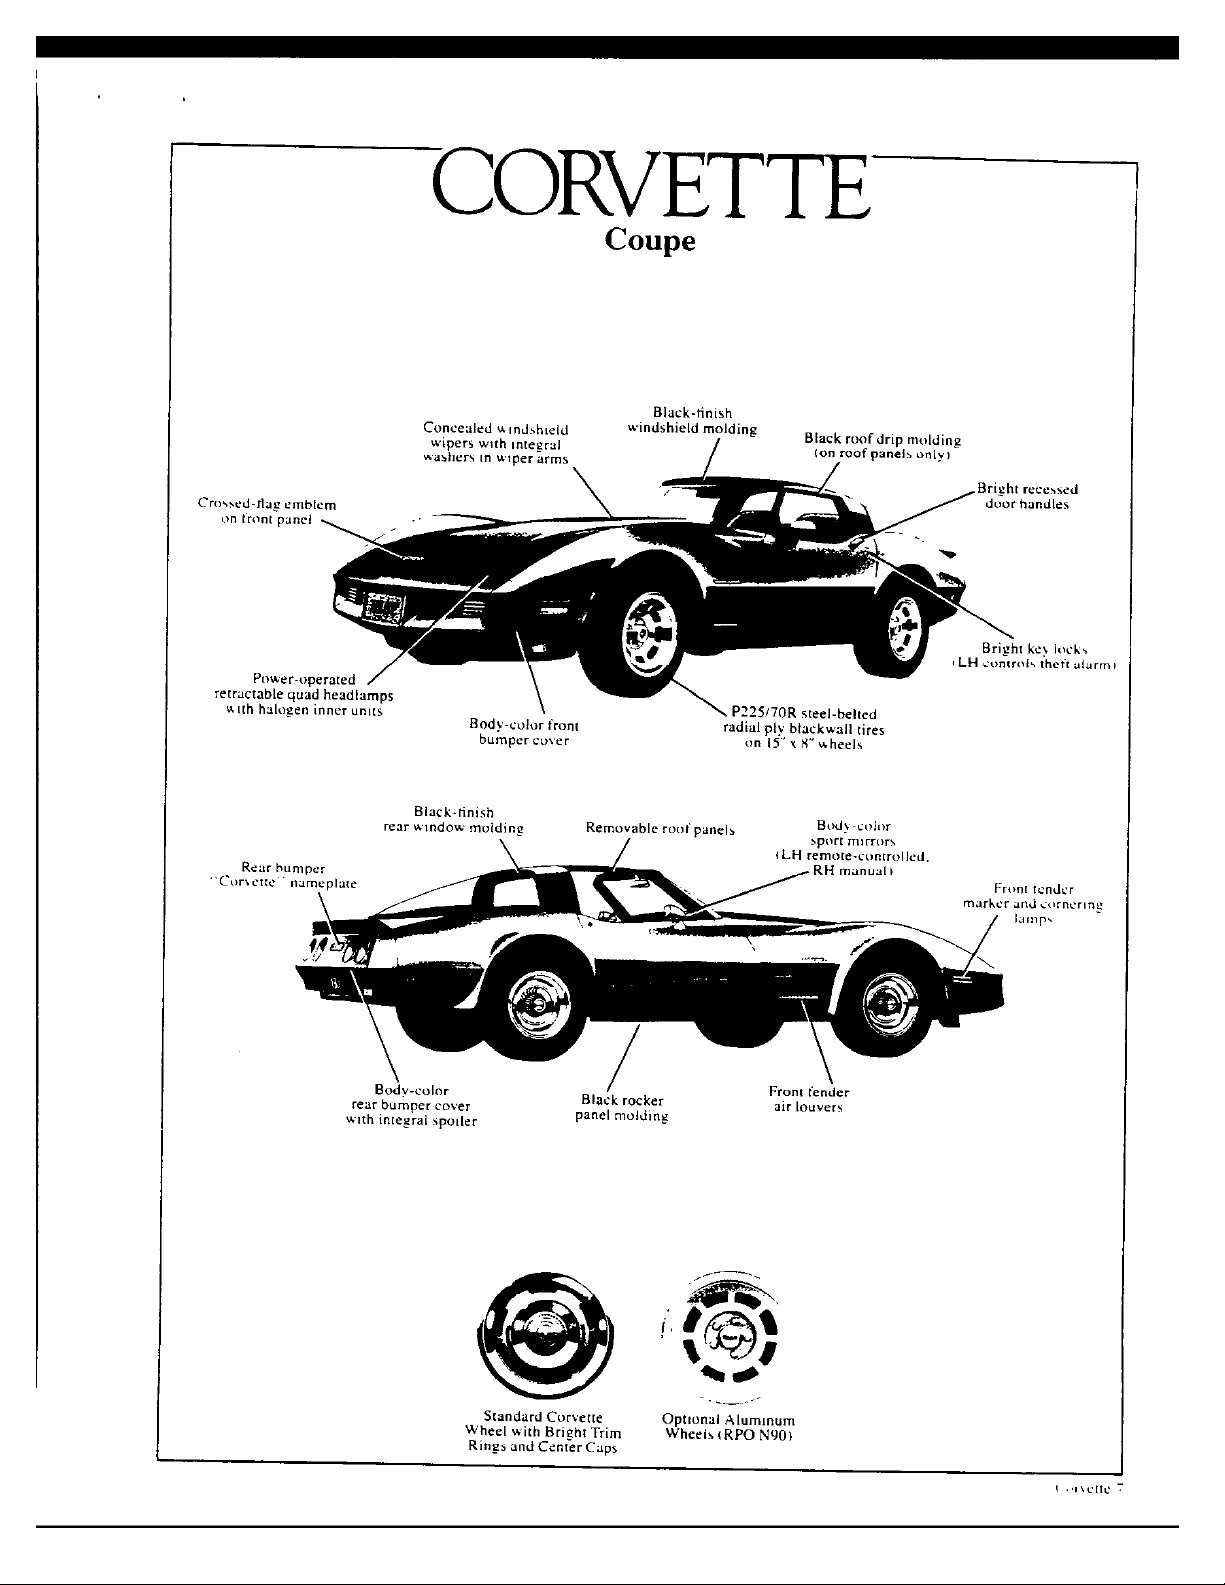 CORVETTE
Coupe
Black-finish
windshield molding
Concealed windshield
wipers with integral
washers in wiper arms
Black roof drip molding
(on roof panels only)
Crossed-flag emblem
on front panel
Bright recessed
door handles
Bright key locks
(LH controls theft alarm)
Power-operated
retractable quad headlamps
with halogen inner units
Body-color front
bumper cover
P225/70R steel-belted
radial ply blackwall tires
on 15" x 8" wheels
Black-finish
rear window molding
Removable roof panels
Body-color
sport mirrors
(LH remote-controlled,
RH manual)
Rear bumper
"Corvette" nameplate
Front fender
marker and cornering
lamps
Body-color
rear bumper cover
with integral spoiler
Black rocker
panel molding
Front fender
air louvers
Standard Corvette
Wheel with Bright Trim
Rings and Center Caps
Optional Aluminum
Wheels (RPO N90)
Corvette 7